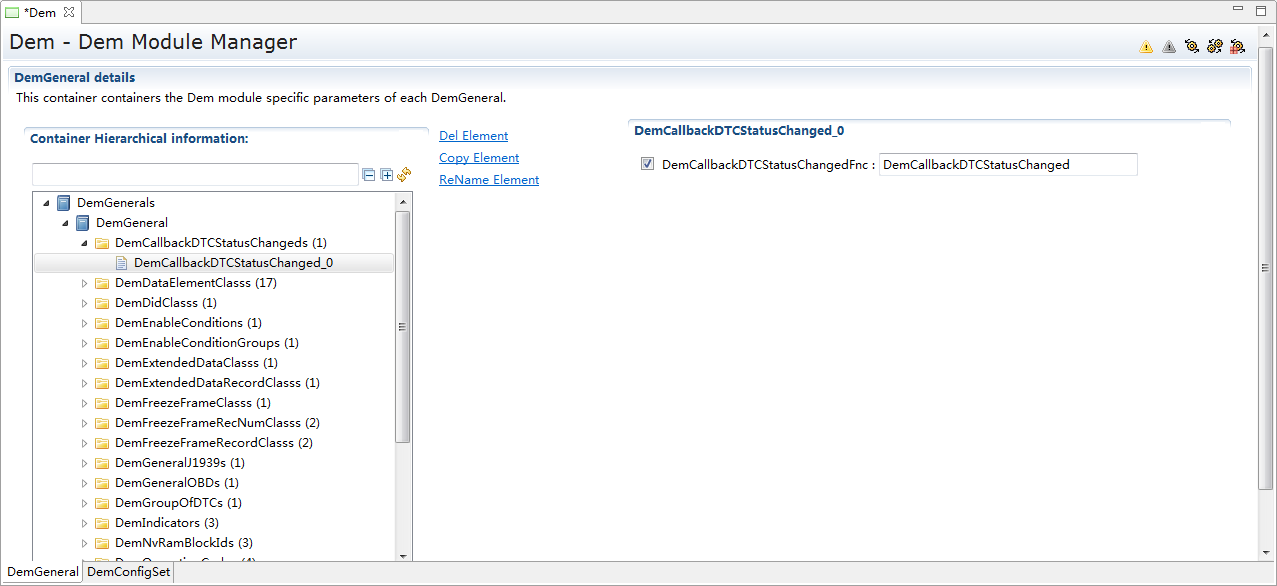 *Dem
Dem - Dem Module Manager
DemGeneral details
This container containers the Dem module specific parameters of each DemGeneral.
Container Hierarchical information:
Del Element
Copy Element
ReName Element
DemGenerals
DemGeneral
DemCallbackDTCStatusChangeds (1)
DemCallbackDTCStatusChanged_0
DemDataElementClasss (17)
DemDidClasss (1)
DemEnableConditions (1)
DemEnableConditionGroups (1)
DemExtendedDataClasss (1)
DemExtendedDataRecordClasss (1)
DemFreezeFrameClasss (1)
DemFreezeFrameRecNumClasss (2)
DemFreezeFrameRecordClasss (2)
DemGeneralJ1939s (1)
DemGeneralOBDs (1)
DemGroupOfDTCs (1)
DemIndicators (3)
DemNvRamBlockIds (3)
DemCallbackDTCStatusChanged_0
DemCallbackDTCStatusChangedFnc : DemCallbackDTCStatusChanged
DemGeneral DemConfigSet